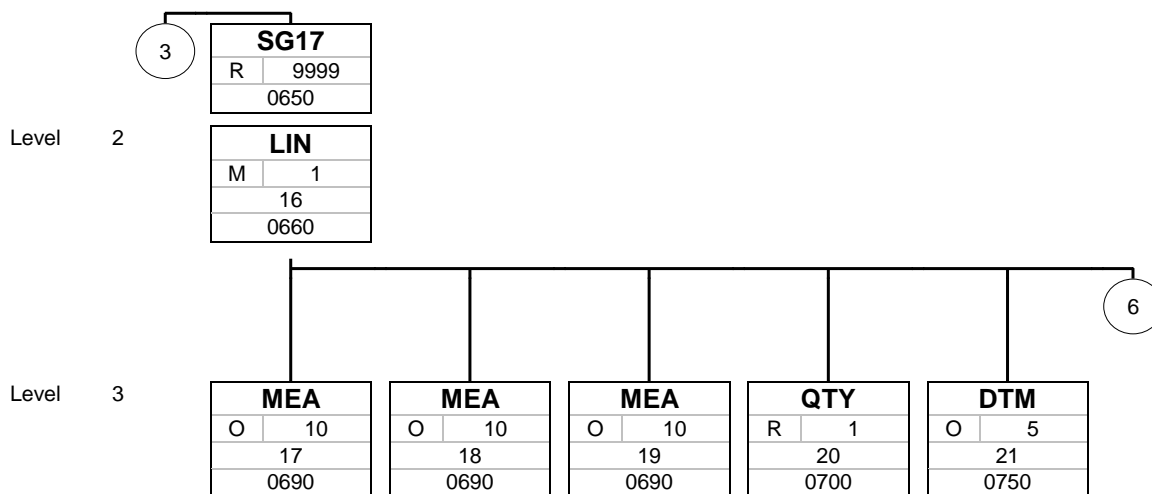 3
SG17
R 9999
0650
Level 2
LIN
M 1
16
0660
6
Level 3
MEA MEA MEA QTY DTM
O 10 O 10 O 10 R 1 O 5
17 18 19 20 21
0690 0690 0690 0700 0750